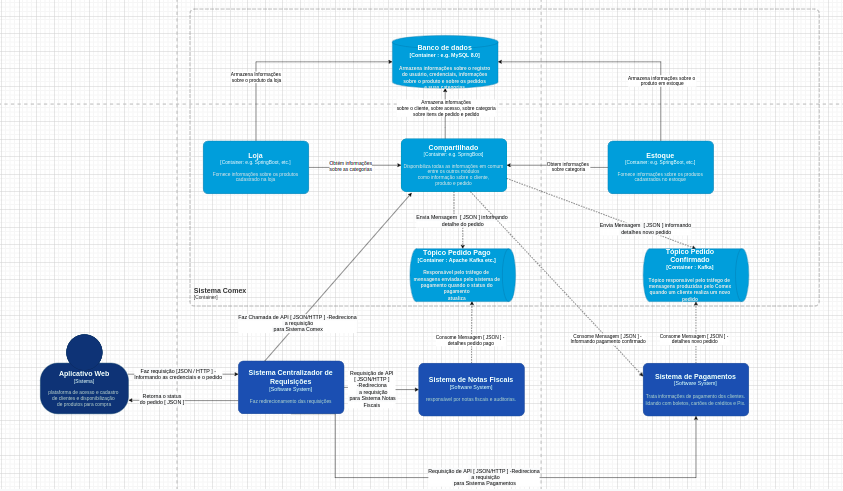 Banco de dados
[Container : e.g. MySQL 8.0]
Armazena informações sobre o registro
do usuário, credenciais, informações
sobre o produto e sobre os pedidos
Armazena informações
sobre o produto da loja
Armazena informações sobre o
produto em estoque
Armazena informações
sobre o cliente, sobre acesso, sobre categoria
sobre itens de pedido e pedido
Loja
[Container: e.g. SpringBoot, etc.]
Fornece informações sobre os produtos
cadastrado na loja
Obtém informações
sobre as categorias
Compartilhado
[Container: e.g. SpringBoot]
Disponibiliza todas as informações em comum
entre os outros módulos
como informação sobre o cliente,
produto e pedido
Obtem informações
sobre categoria
Estoque
[Container: e.g. SpringBoot, etc.]
Fornece informações sobre os produtos
cadastrados no estoque
Envia Mensagem [ JSON ] informando
detalhe do pedido
Envia Mensagem [ JSON ] informando
detalhes novo pedido
Tópico Pedido Pago
[Container : Apache Kafka etc.]
Responsável pelo tráfego de
mensagens enviadas pelo sistema de
pagamento quando o status do
pagamento
atualiza
Tópico Pedido
Confirmado
[Container : Kafka]
Tópico responsável pelo tráfego de
mensagens produzida pelo Comex
quando um cliente realiza um novo
pedido
Sistema Comex
[Container]
Faz Chamada de API [ JSON/HTTP ] -Redireciona
a requisição
para Sistema Comex
Consome Mensagem [ JSON ] -
detalhes pedido pago
Consome Mensagem [ JSON ] -
Informando pagamento confirmado
Consome Mensagem [ JSON ] -
detalhes novo pedido
Aplicativo Web
[Sistema]
plataforma de acesso e cadastro
de clientes e disponibilização
de produtos para compra
Faz requisição [JSON / HTTP ] -
Informando as credenciais e o pedido
Retorna o status
do pedido [ JSON ]
Sistema Centralizador de
Requisições
[Software System]
Faz redirecionamento das requisições
Requisição de API
[ JSON/HTTP ]
-Redireciona
a requisição
para Sistema Notas
Fiscais
Sistema de Notas Fiscais
[Software System]
responsável por notas fiscais e auditorias.
Sistema de Pagamentos
[Software System]
Trata informações de pagamento dos clientes,
lidando com boletos, cartões de créditos e Pix.
Requisição de API [ JSON/HTTP ] -Redireciona
a requisição
para Sistema Pagamentos